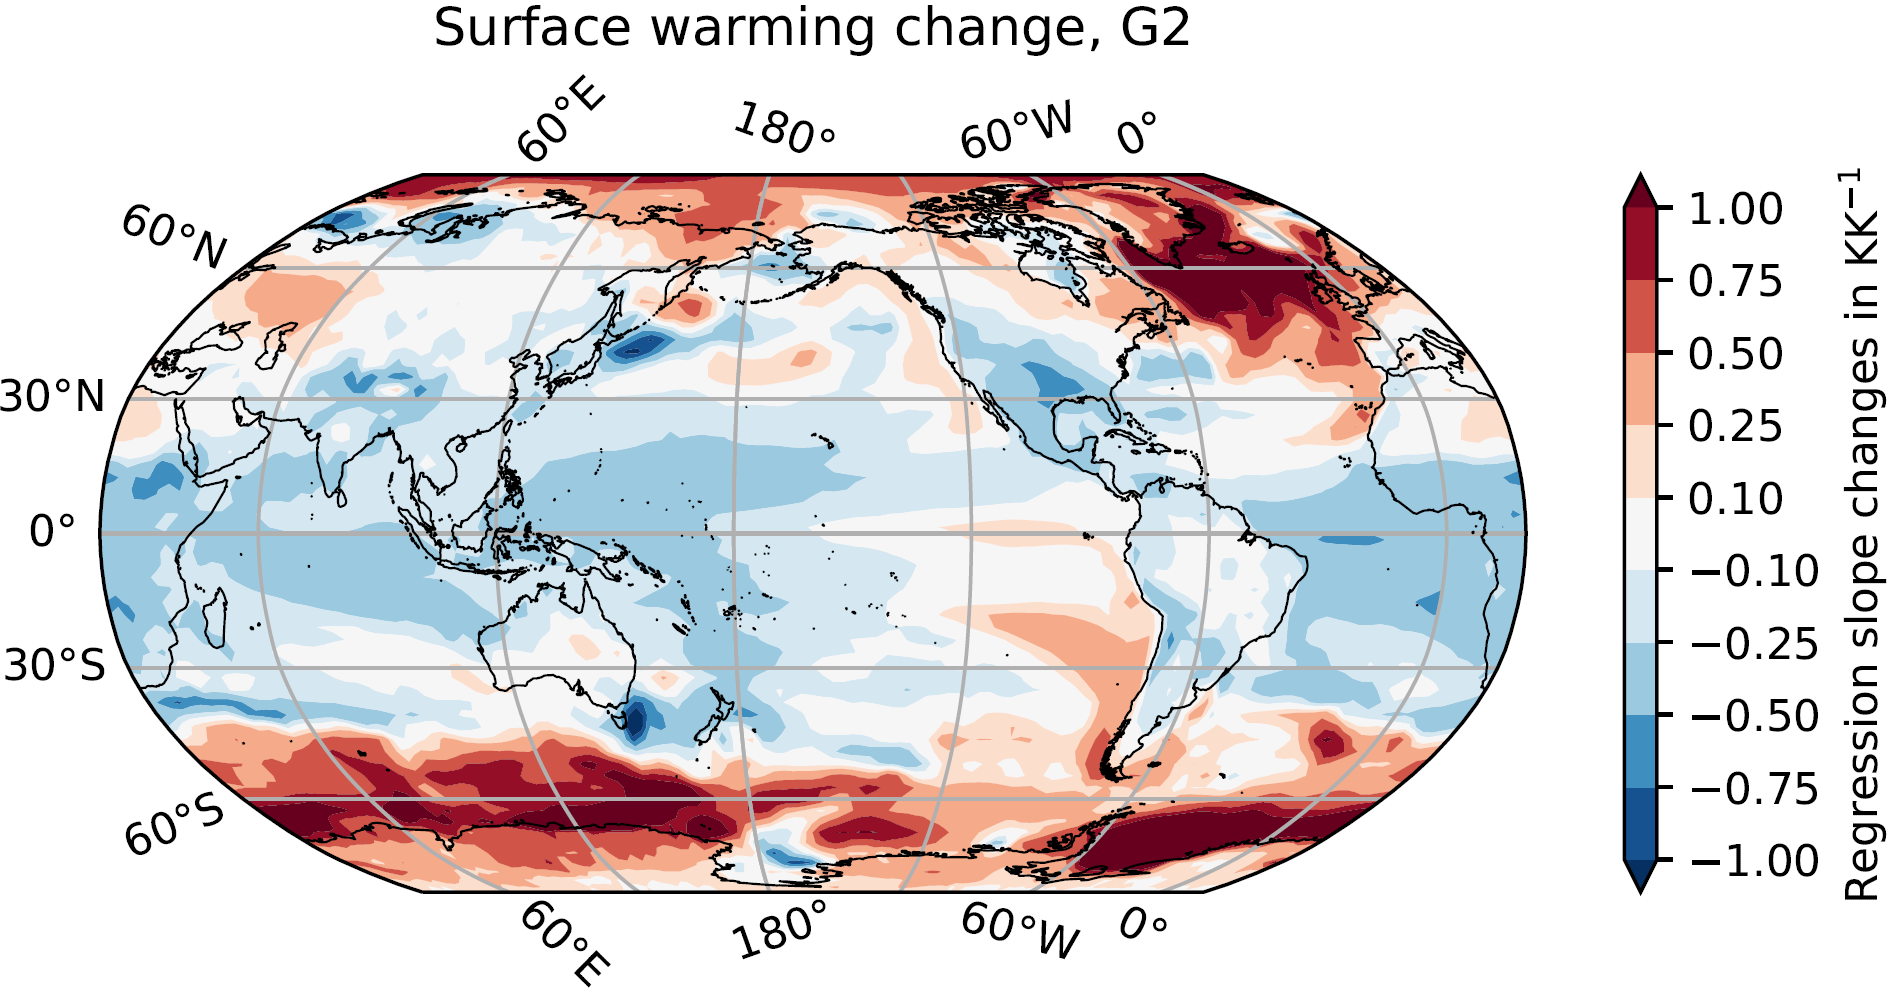 Surface warming change, G2
60°E
180°
60°W
0°
60°N
30°N
0°
30°S
60°S
60°E
180°
60°W
0°
1.00
0.75
0.50
0.25
0.10
−0.10
−0.25
−0.50
−0.75
−1.00
Regression slope changes in KK⁻¹